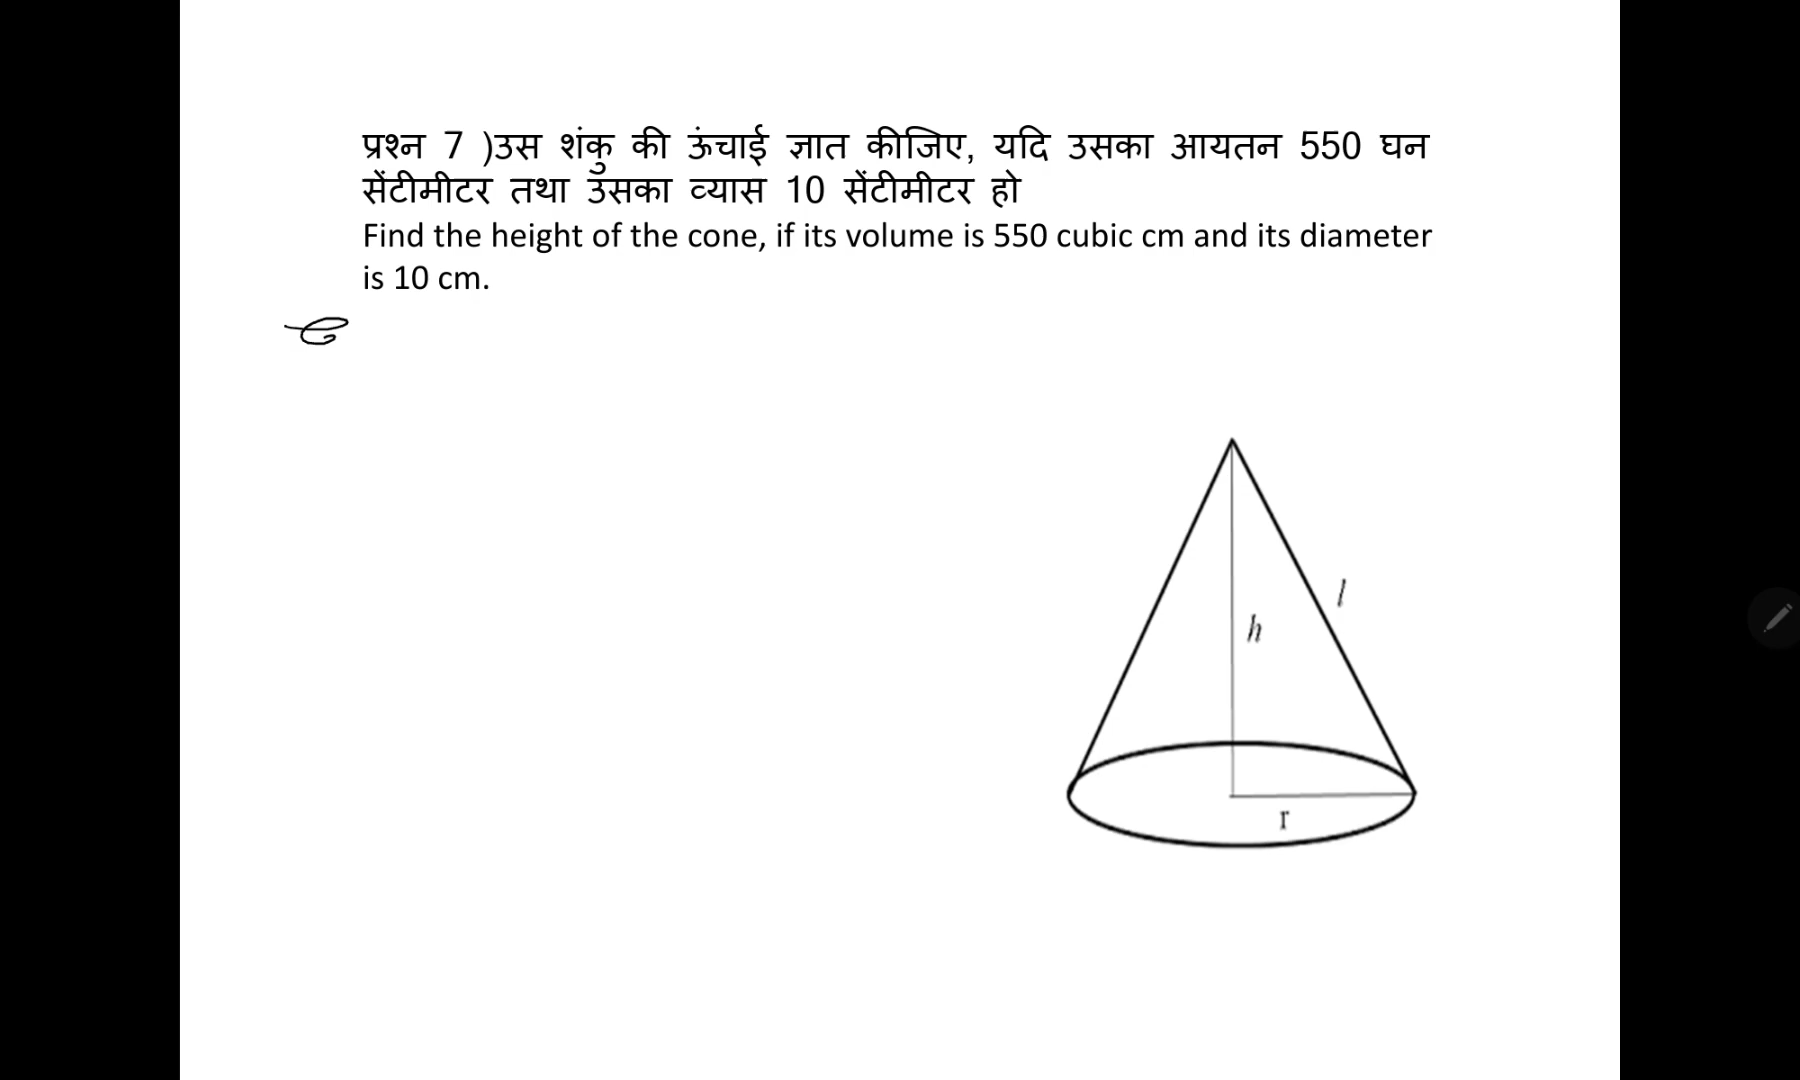 प्रश्न 7 )उस शंकु की ऊंचाई ज्ञात कीजिए, यदि उसका आयतन 550 घन
सेंटीमीटर तथा उसका व्यास 10 सेंटीमीटर हो
Find the height of the cone, if its volume is 550 cubic cm and its diameter
is 10 cm.
l
h
r